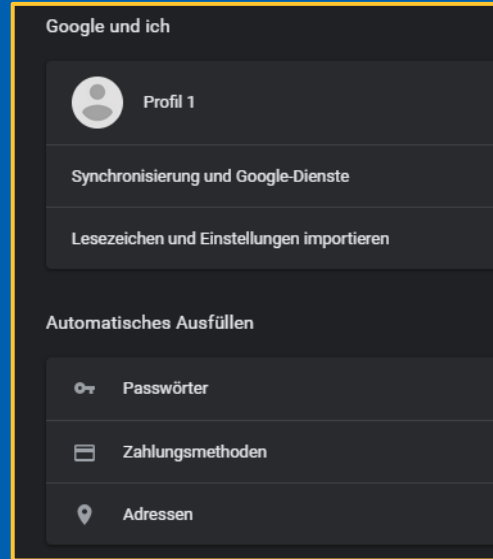 Google und ich
Profil 1
Synchronisierung und Google-Dienste
Lesezeichen und Einstellungen importieren
Automatisches Ausfüllen
Passwörter
Zahlungsmethoden
Adressen